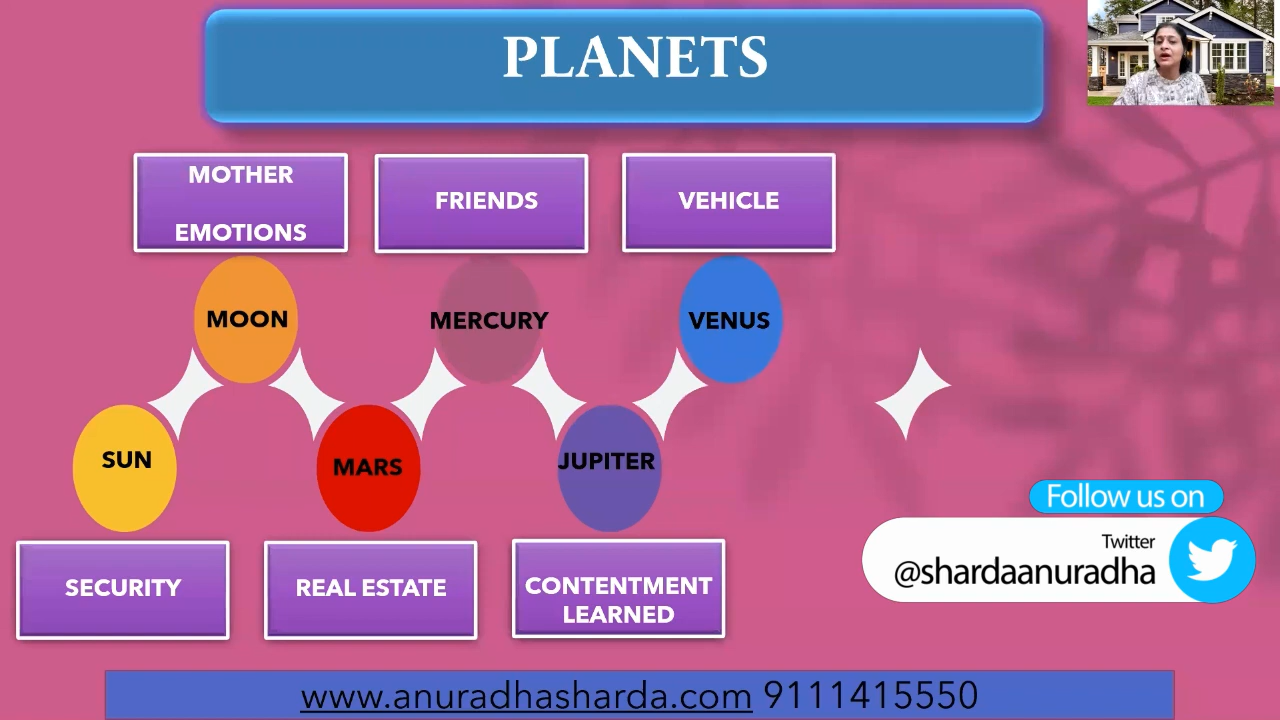 PLANETS
MOTHER
EMOTIONS
FRIENDS
VEHICLE
MOON
MERCURY
VENUS
SUN
MARS
JUPITER
SECURITY
REAL ESTATE
CONTENTMENT
LEARNED
Follow us on
Twitter
@shardaanuradha
www.anuradhasharda.com 9111415550